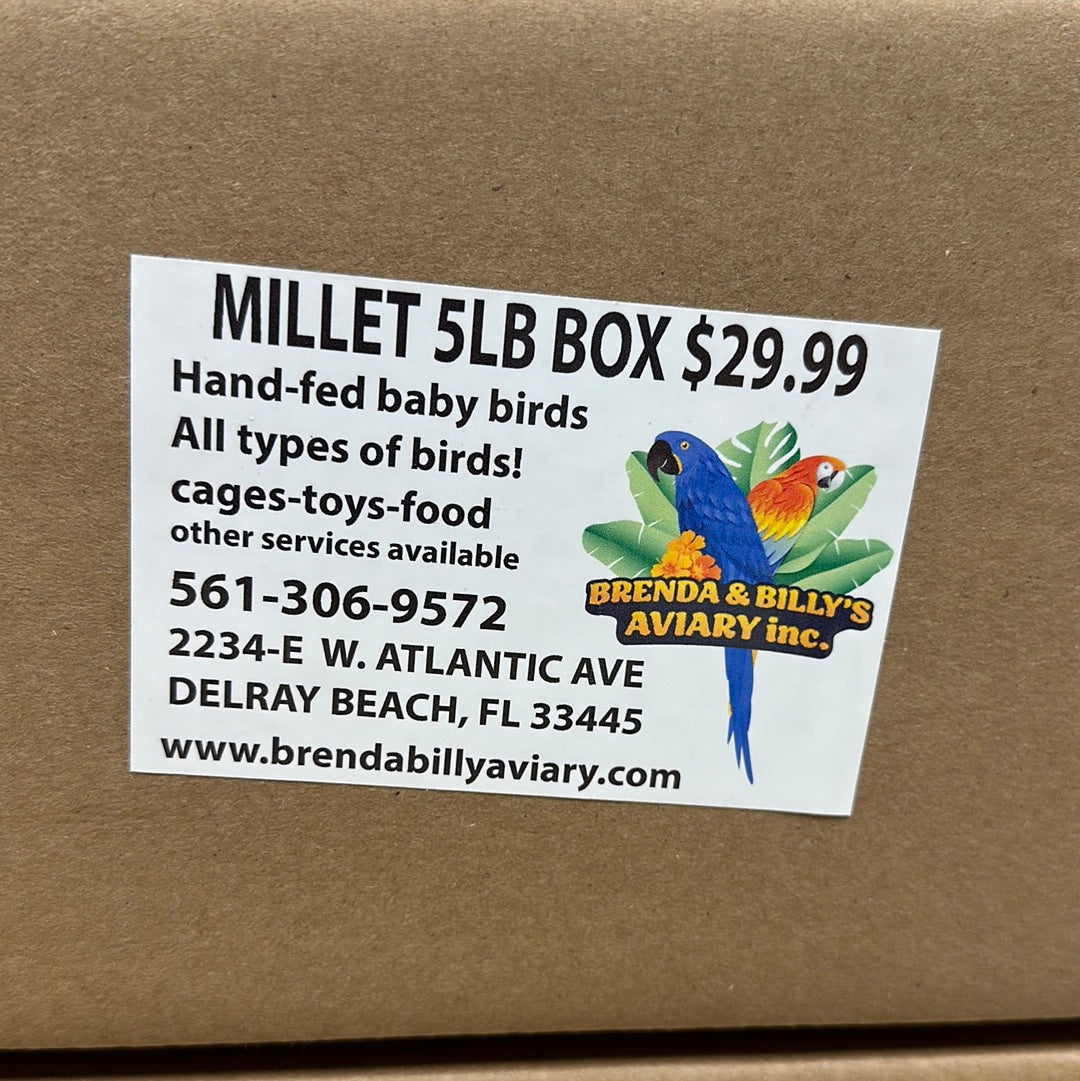 MILLET 5LB BOX $29.99
Hand-fed baby birds
All types of birds!
cages-toys-food
other services available
561-306-9572
2234-E W. ATLANTIC AVE
DELRAY BEACH, FL 33445
www.brendabillyaviary.com
BRENDA & BILLY'S
AVIARY inc.